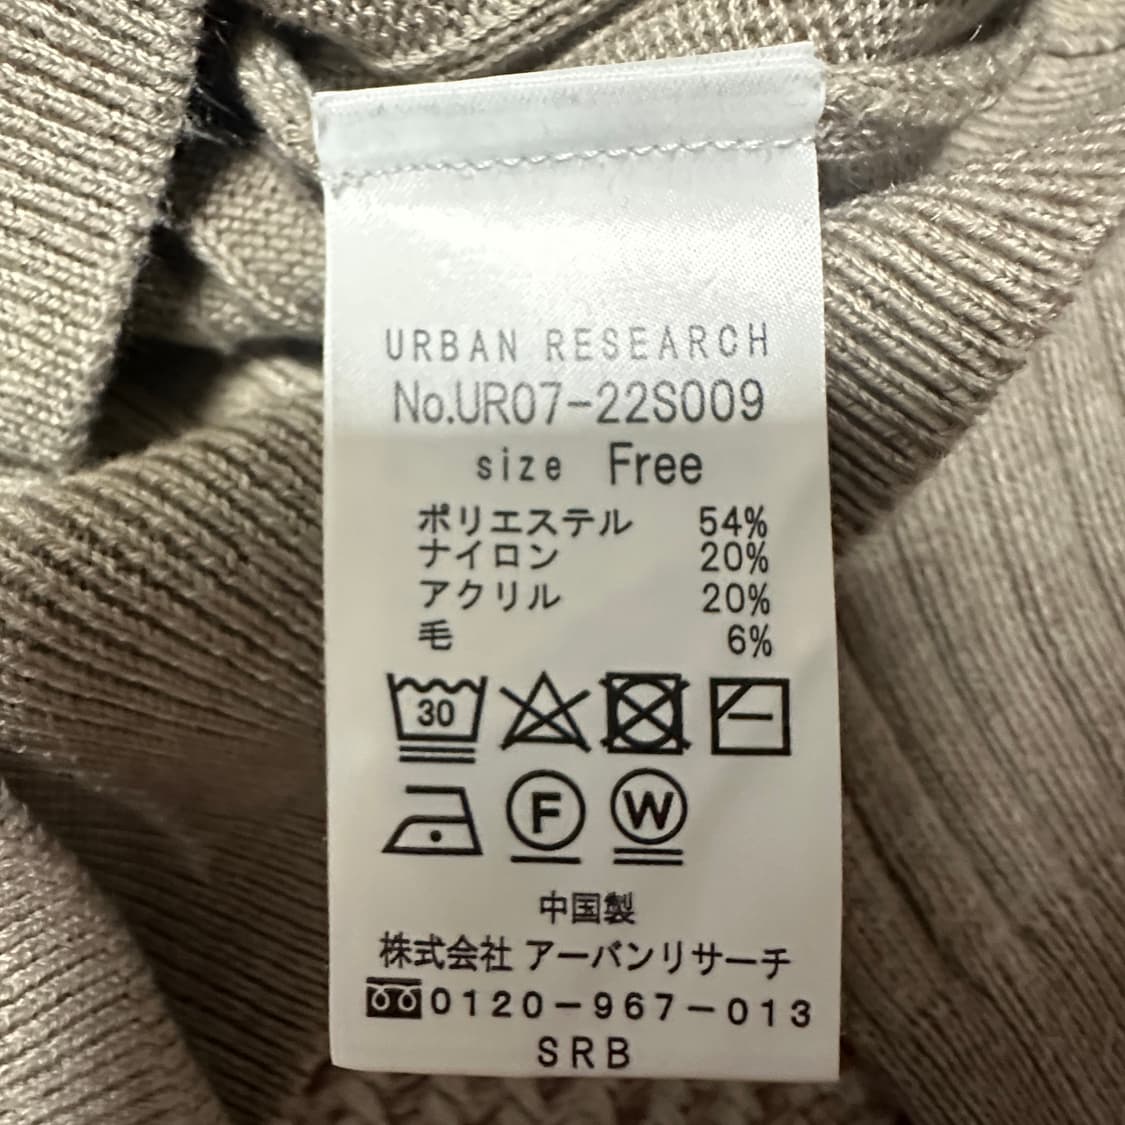 URBAN RESEARCH
No.UR07-22S009
size Free
ポリエステル 54%
ナイロン 20%
アクリル 20%
毛 6%
30
F W
中国製
株式会社 アーバンリサーチ
0120-967-013
SRB